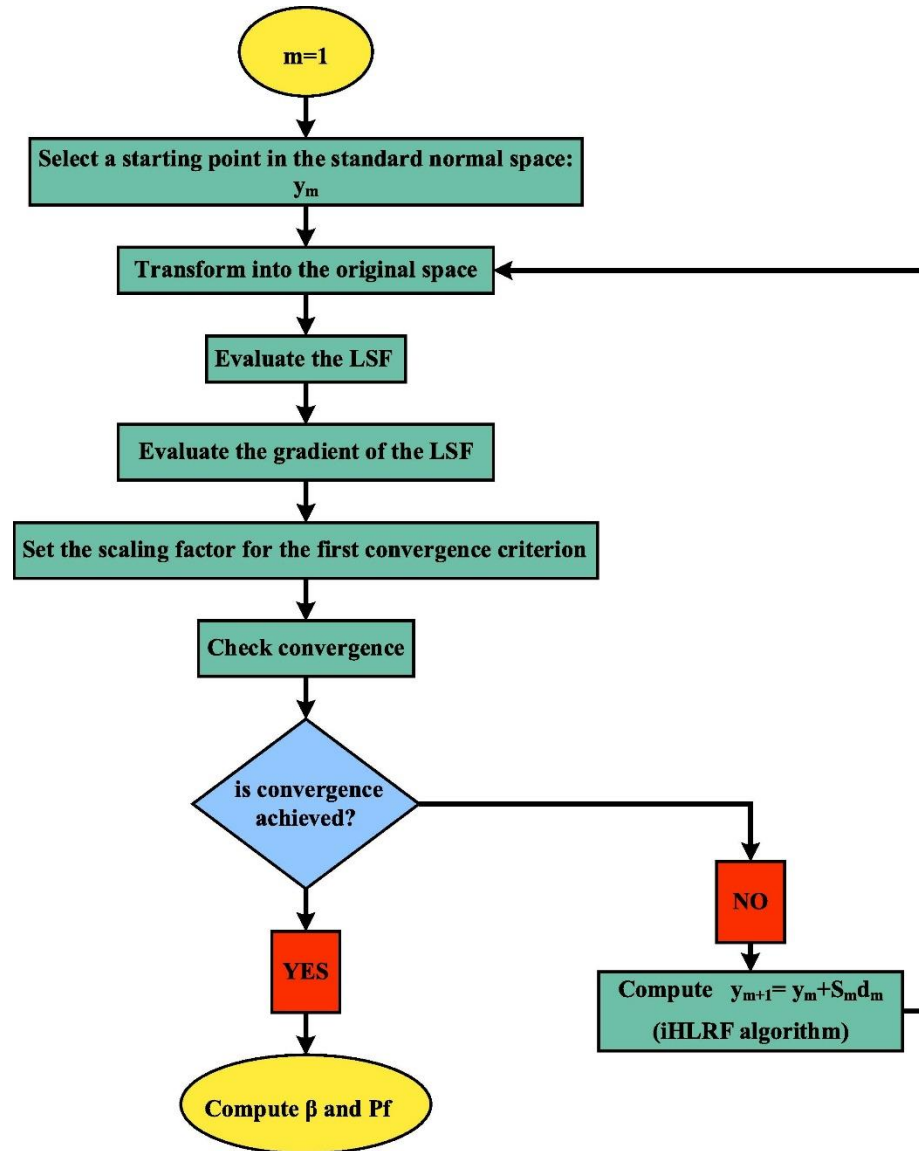 m=1
Select a starting point in the standard normal space:
yₘ
Transform into the original space
Evaluate the LSF
Evaluate the gradient of the LSF
Set the scaling factor for the first convergence criterion
Check convergence
is convergence
achieved?
NO
YES
Compute yₘ₊₁= yₘ+Sₘdₘ
(iHLRF algorithm)
Compute β and Pf